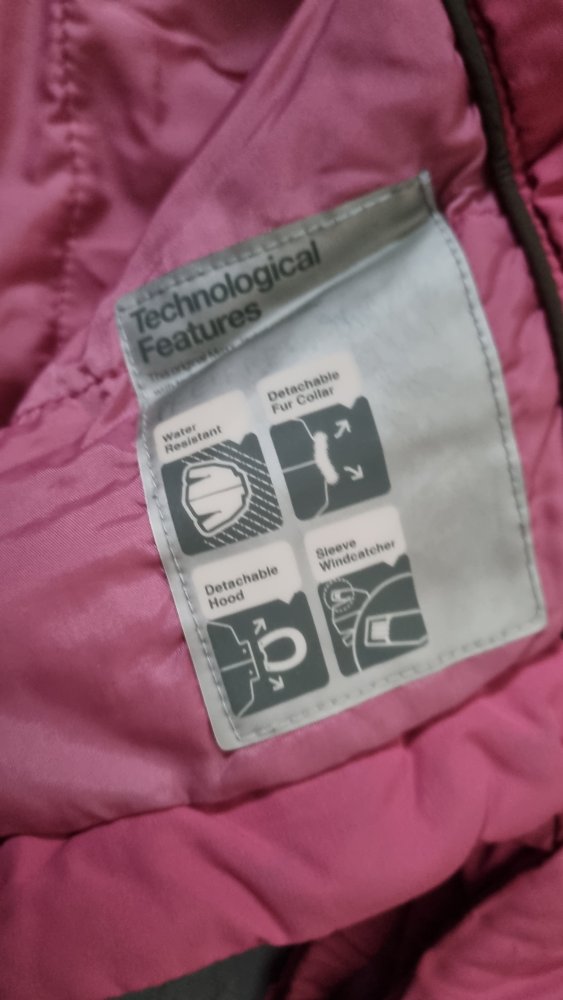 Technological
Features
Water
Resistant
Detachable
Fur Collar
Detachable
Hood
Sleeve
Windcatcher